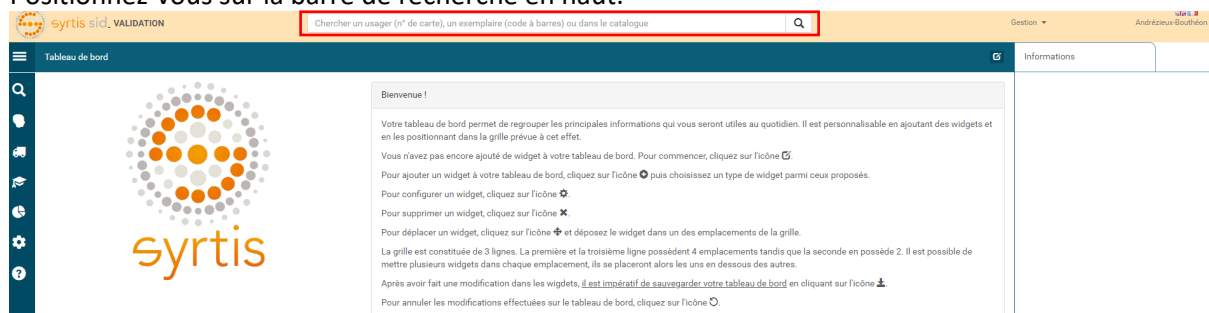 Positionnez-vous sur la barre de recherche en haut.
syrtis sid_ VALIDATION
Chercher un usager (n° de carte), un exemplaire (code à barres) ou dans le catalogue
Gestion
Andrézieux-Bouthéon
Tableau de bord
Informations
Bienvenue !
Votre tableau de bord permet de regrouper les principales informations qui vous seront utiles au quotidien. Il est personnalisable en ajoutant des widgets et
en les positionnant dans la grille prévue à cet effet.
Vous n'avez pas encore ajouté de widget à votre tableau de bord. Pour commencer, cliquez sur l'icône .
Pour ajouter un widget à votre tableau de bord, cliquez sur l'icône puis choisissez un type de widget parmi ceux proposés.
Pour configurer un widget, cliquez sur l'icône .
Pour supprimer un widget, cliquez sur l'icône .
Pour déplacer un widget, cliquez sur l'icône et déposez le widget dans un des emplacements de la grille.
La grille est constituée de 3 lignes. La première et la troisième ligne possèdent 4 emplacements tandis que la seconde en possède 2. Il est possible de
mettre plusieurs widgets dans chaque emplacement, ils se placeront alors les uns en dessous des autres.
Après avoir fait une modification dans les wigdets, il est impératif de sauvegarder votre tableau de bord en cliquant sur l'icône .
Pour annuler les modifications effectuées sur le tableau de bord, cliquez sur l'icône .
syrtis